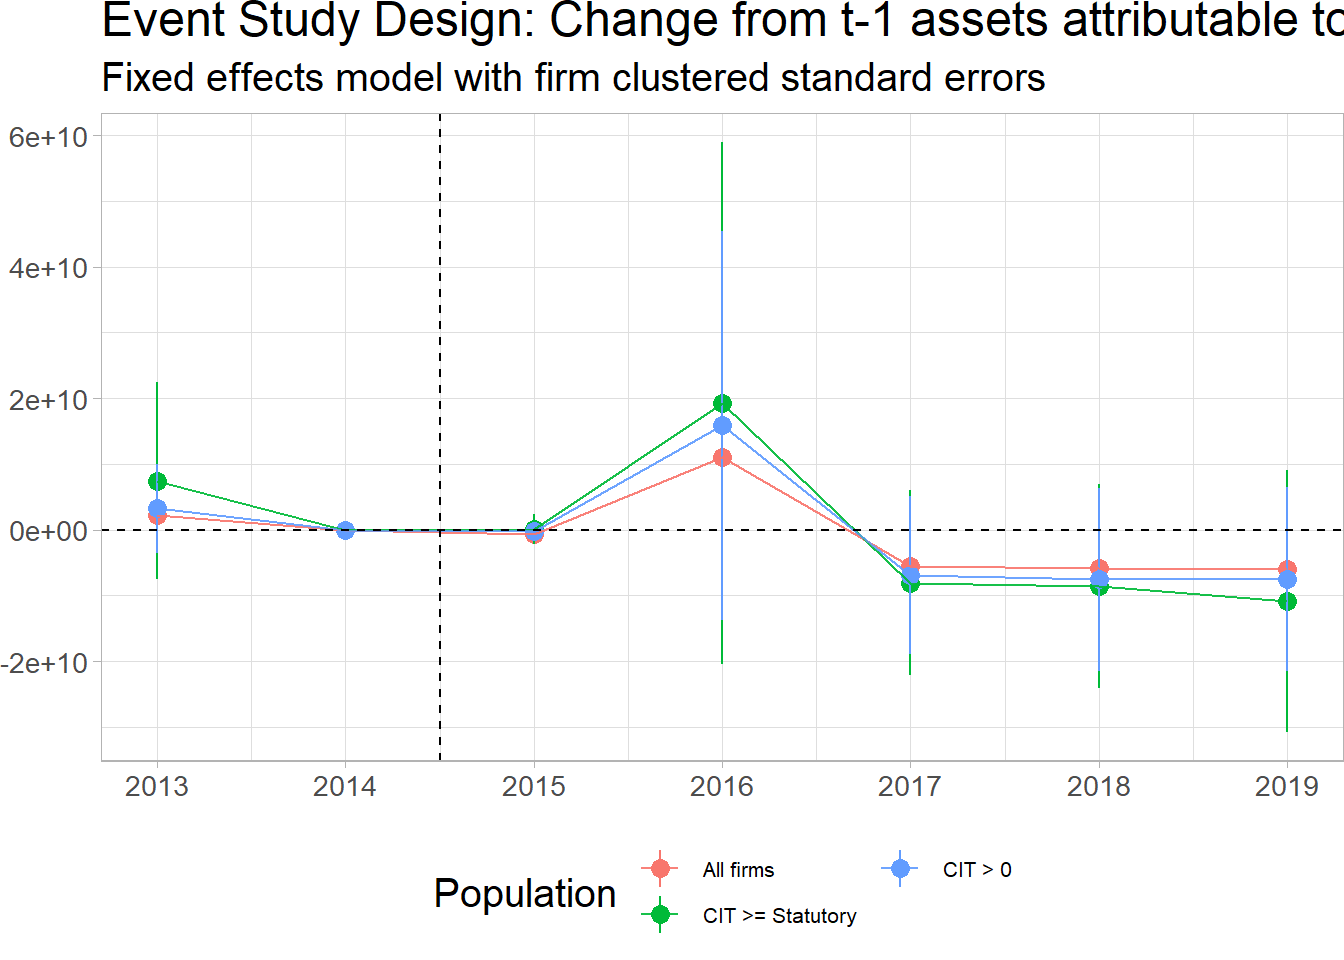 Event Study Design: Change from t-1 assets attributable to
Fixed effects model with firm clustered standard errors
6e+10
4e+10
2e+10
0e+00
-2e+10
2013 2014 2015 2016 2017 2018 2019
Population
All firms
CIT >= Statutory
CIT > 0